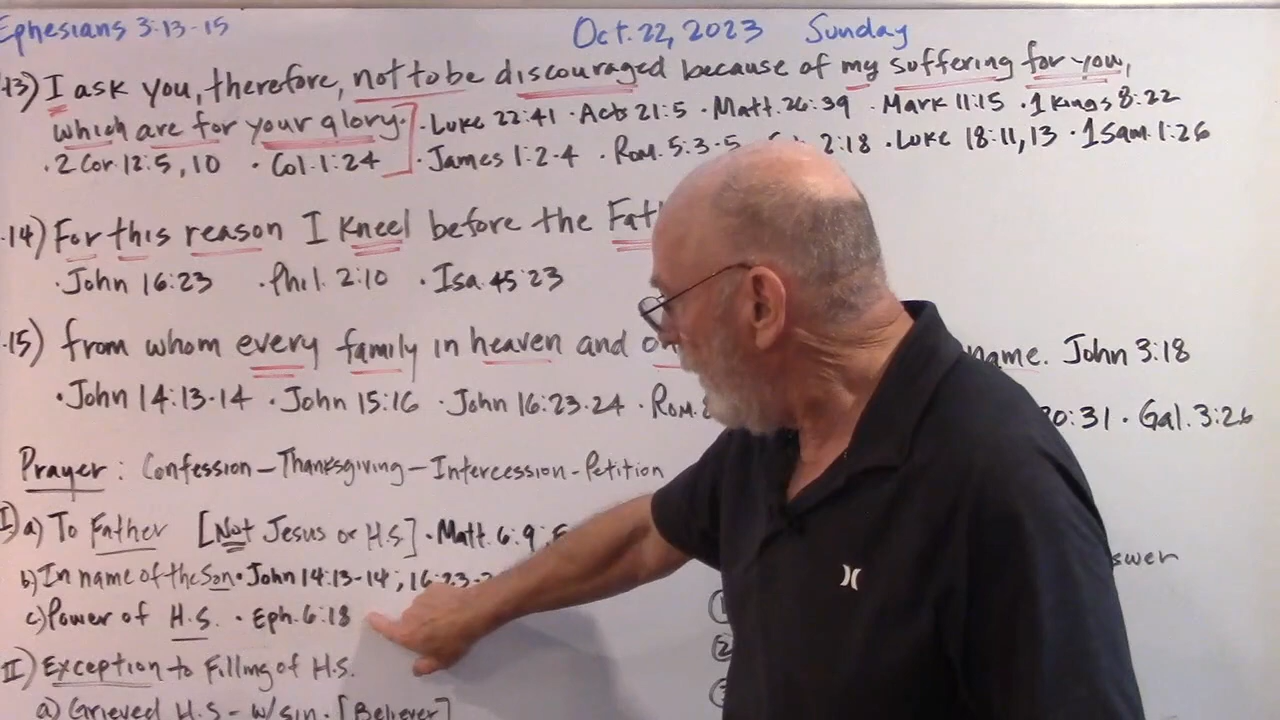 Ephesians 3:13-15 Oct. 22, 2023 Sunday
13) I ask you, therefore, not to be discouraged because of my suffering for you,
which are for your glory. · Luke 22:41 · Acts 21:5 · Matt. 26:39 · Mark 11:15 · 1 Kings 8:22
· 2 Cor. 12:5, 10 · Col. 1:24 · James 1:2-4 · Rom. 5:3-5 2:18 · Luke 18:11, 13 · 1 Sam. 1:26
14) For this reason I kneel before the
· John 16:23 · Phil. 2:10 · Isa. 45:23
15) from whom every family in heaven and name. John 3:18
· John 14:13-14 · John 15:16 · John 16:23-24 · Rom. :31 · Gal. 3:26
Prayer: Confession - Thanksgiving - Intercession - Petition
I) a) To Father [Not Jesus or H.S] · Matt. 6:9;
b) In name of the Son · John 14:13-14;
c) Power of H.S. · Eph. 6:18
II) Exception to Filling of H.S.
a) Grieved H.S - w/sin · [Believer]
1
2
3